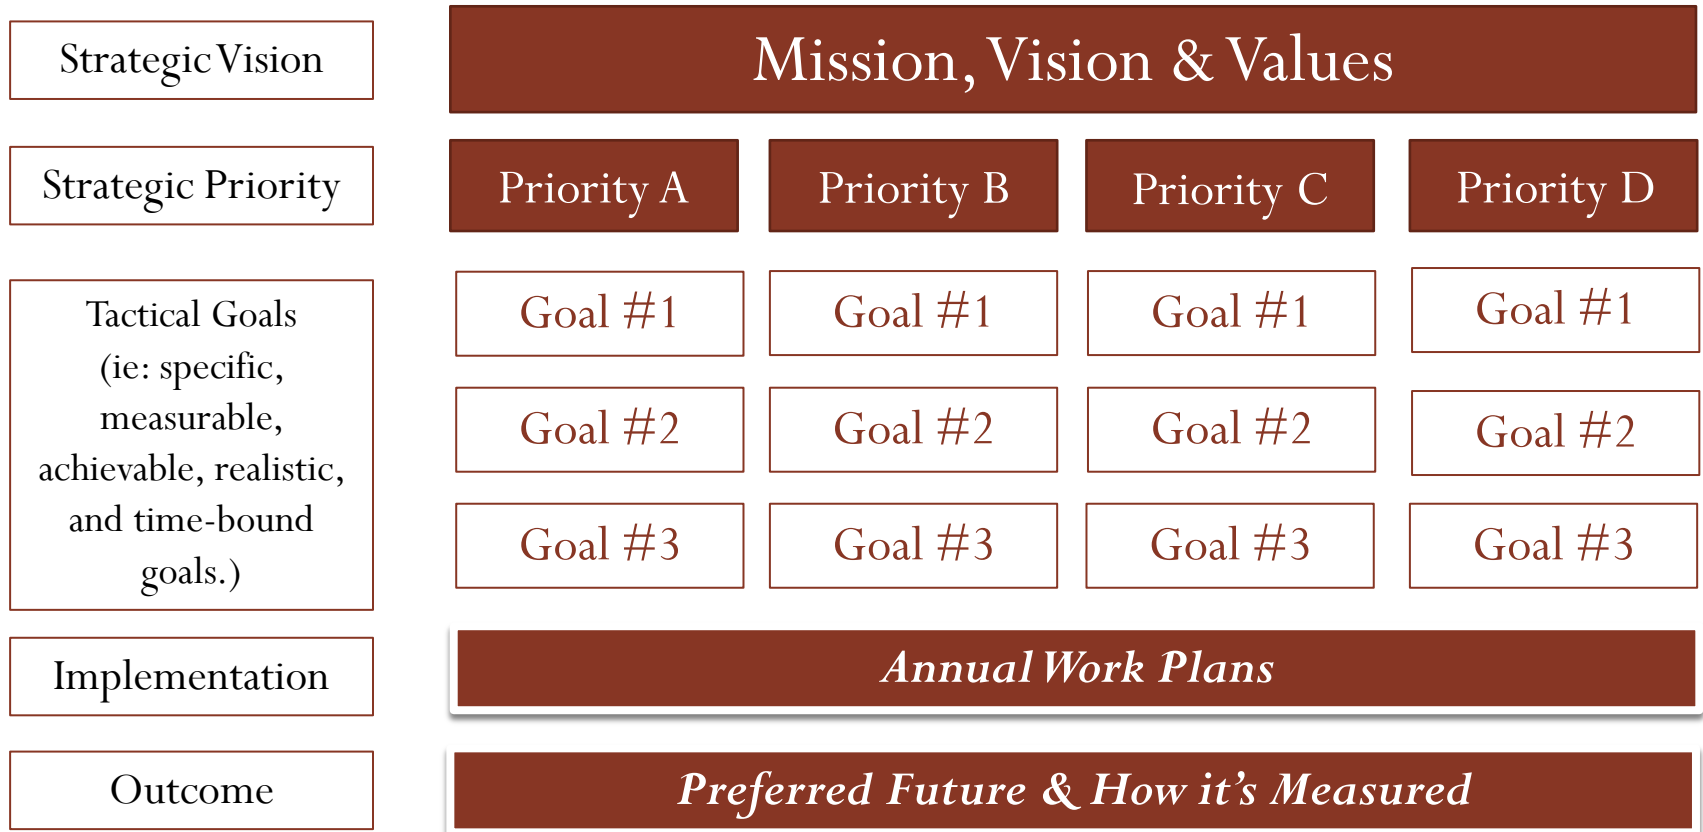 Strategic Vision
Mission, Vision & Values
Strategic Priority
Priority A
Priority B
Priority C
Priority D
Tactical Goals
(ie: specific,
measurable,
achievable, realistic,
and time-bound
goals.)
Goal #1
Goal #1
Goal #1
Goal #1
Goal #2
Goal #2
Goal #2
Goal #2
Goal #3
Goal #3
Goal #3
Goal #3
Implementation
Annual Work Plans
Outcome
Preferred Future & How it’s Measured